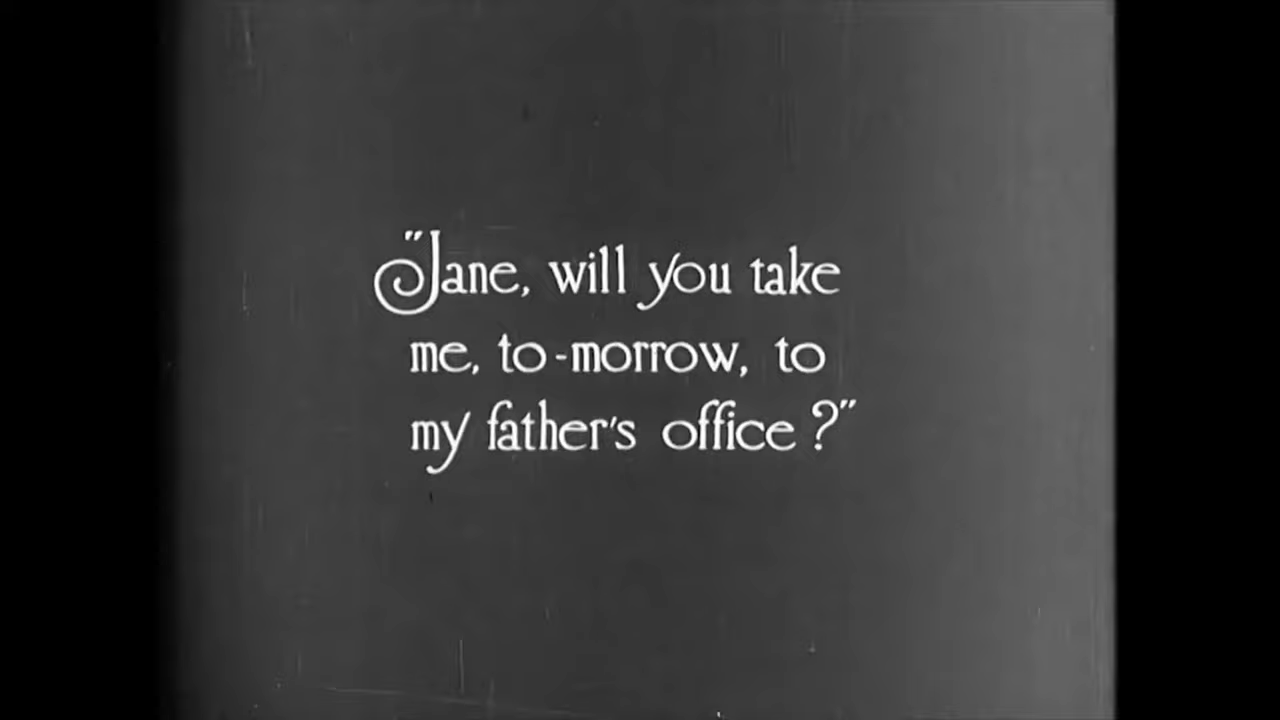 "Jane, will you take
me, to-morrow, to
my father's office?"